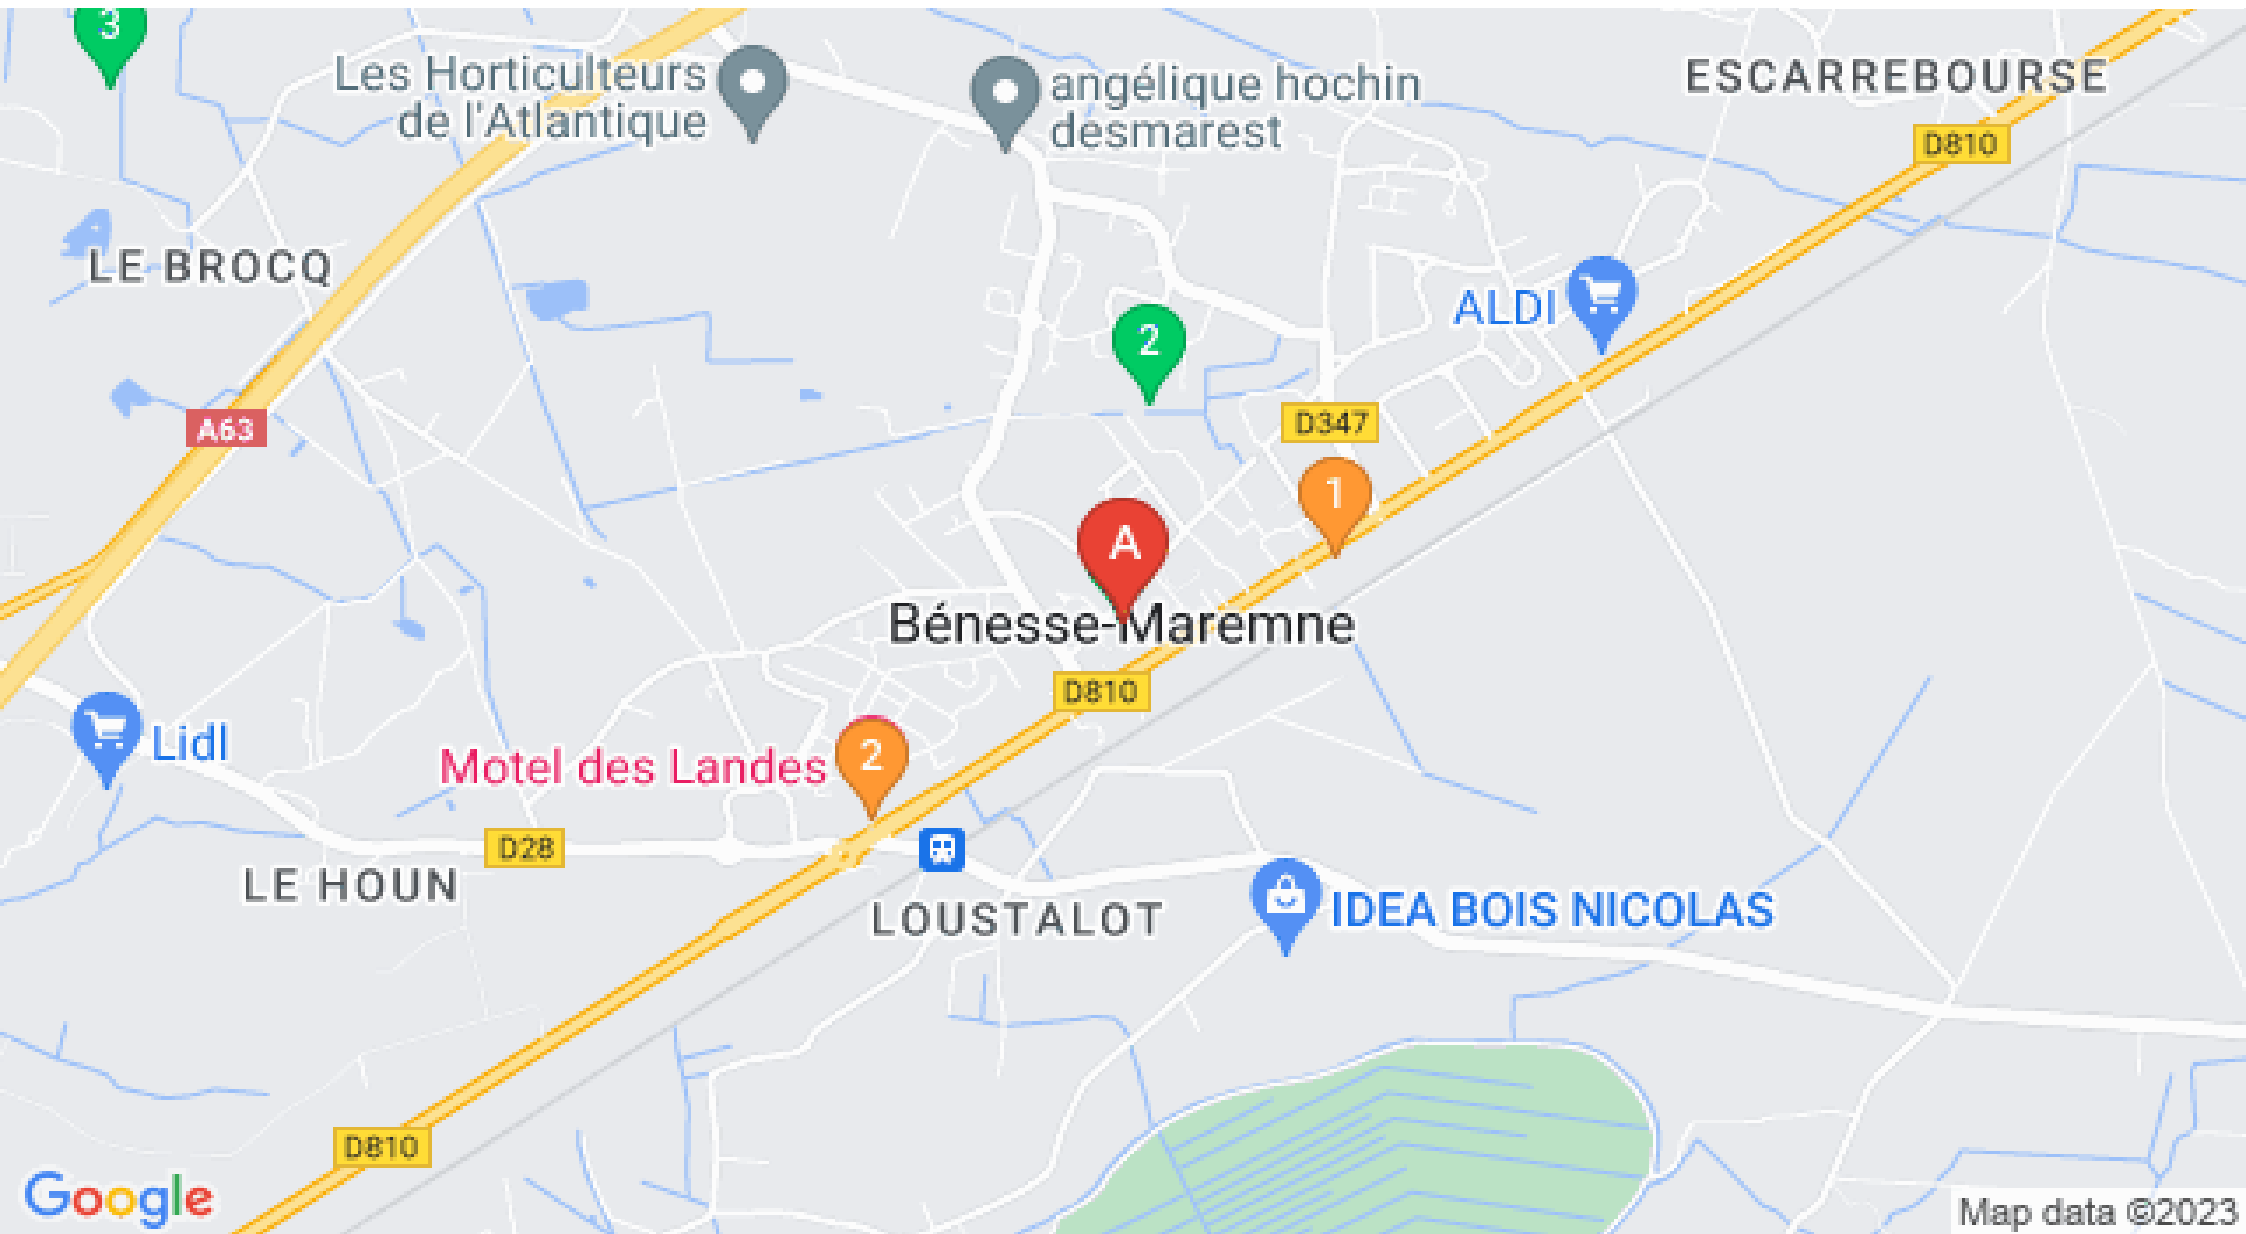 3
Les Horticulteurs
de l'Atlantique
angélique hochin
desmarest
ESCARREBOURSE
D810
LE BROCQ
ALDI
2
A63
D347
1
A
Bénesse-Maremne
D810
Lidl
Motel des Landes
2
D28
LE HOUN
LOUSTALOT
IDEA BOIS NICOLAS
D810
Google
Map data ©2023